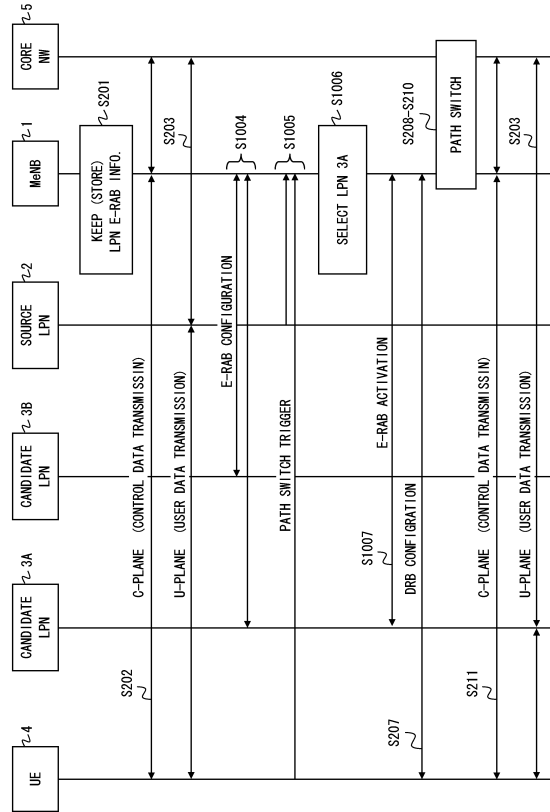 UE
4
CANDIDATE
LPN
3A
CANDIDATE
LPN
3B
SOURCE
LPN
2
MeNB
1
CORE
NW
5
KEEP (STORE)
LPN E-RAB INFO.
S201
S202
C-PLANE (CONTROL DATA TRANSMISSIN)
U-PLANE (USER DATA TRANSMISSION)
S203
E-RAB CONFIGURATION
S1004
PATH SWITCH TRIGGER
S1005
SELECT LPN 3A
S1006
S1007
E-RAB ACTIVATION
S207
DRB CONFIGRATION
S208-S210
PATH SWITCH
S211
C-PLANE (CONTROL DATA TRANSMISSIN)
U-PLANE (USER DATA TRANSMISSION)
S203